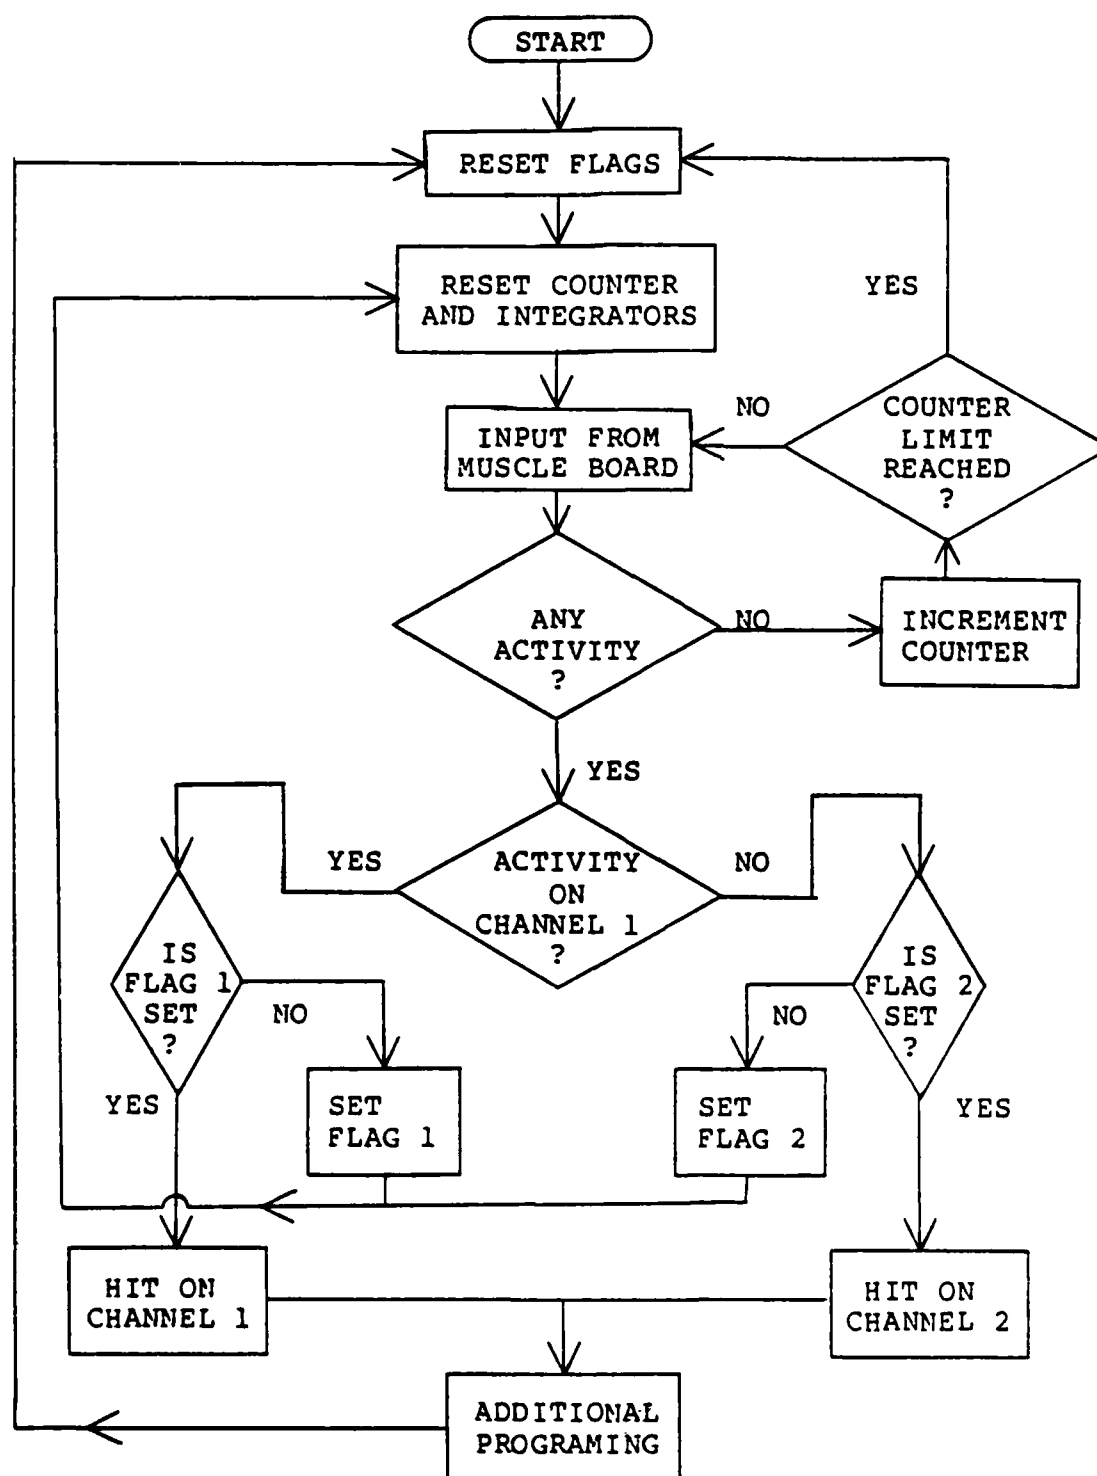 START
RESET FLAGS
RESET COUNTER
AND INTEGRATORS
YES
INPUT FROM
MUSCLE BOARD
NO
COUNTER
LIMIT
REACHED
?
ANY
ACTIVITY
?
NO
INCREMENT
COUNTER
YES
YES
ACTIVITY
ON
CHANNEL 1
?
NO
IS
FLAG 1
SET
?
NO
IS
FLAG 2
SET
?
NO
YES
SET
FLAG 1
SET
FLAG 2
YES
HIT ON
CHANNEL 1
HIT ON
CHANNEL 2
ADDITIONAL
PROGRAMING